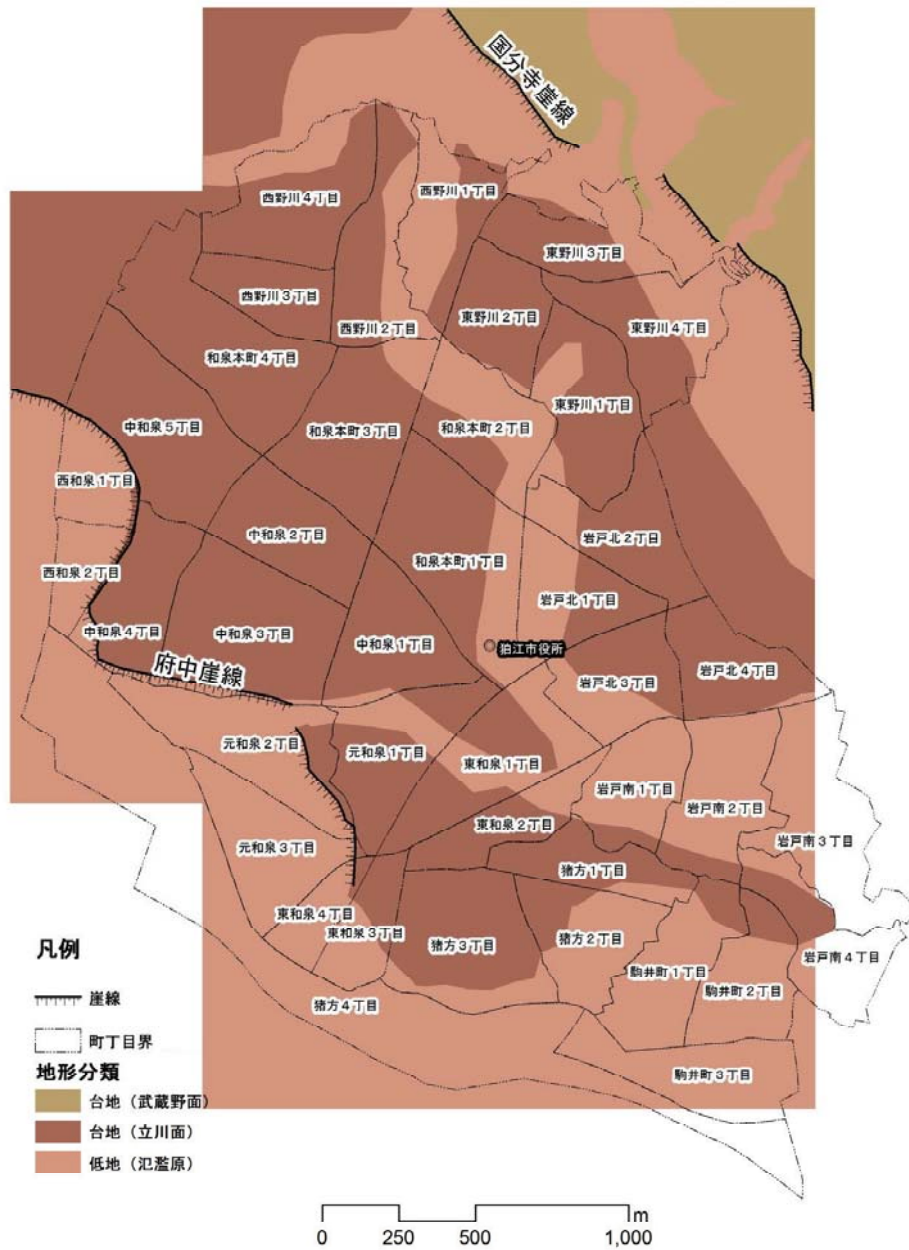 国分寺崖線
西野川4丁目
西野川1丁目
東野川3丁目
西野川3丁目
西野川2丁目
東野川2丁目
東野川4丁目
和泉本町4丁目
東野川1丁目
中和泉5丁目
和泉本町3丁目
和泉本町2丁目
西和泉1丁目
中和泉2丁目
岩戸北2丁目
和泉本町1丁目
西和泉2丁目
岩戸北1丁目
中和泉4丁目
中和泉3丁目
中和泉1丁目
狛江市役所
府中崖線
岩戸北3丁目
岩戸北4丁目
元和泉2丁目
元和泉1丁目
東和泉1丁目
岩戸南1丁目
岩戸南2丁目
東和泉2丁目
岩戸南3丁目
元和泉3丁目
猪方1丁目
東和泉4丁目
東和泉3丁目
猪方3丁目
猪方2丁目
岩戸南4丁目
駒井町1丁目
駒井町2丁目
猪方4丁目
駒井町3丁目
凡例
崖線
町丁目界
地形分類
台地(武蔵野面)
台地(立川面)
低地(氾濫原)
m
0 250 500 1,000